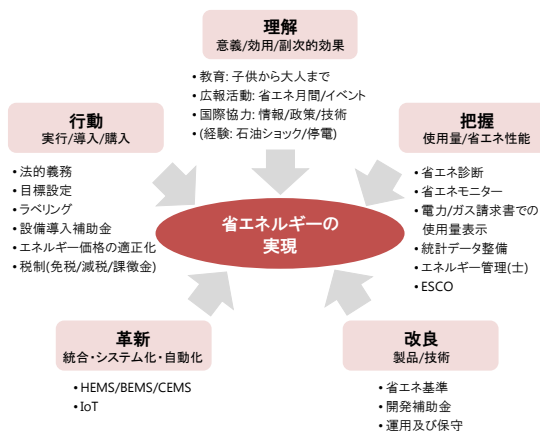 理解
意義/効用/副次的効果
• 教育: 子供から大人まで
• 広報活動: 省エネ月間/イベント
• 国際協力: 情報/政策/技術
• (経験: 石油ショック/停電)
行動
実行/導入/購入
• 法的義務
• 目標設定
• ラベリング
• 設備導入補助金
• エネルギー価格の適正化
• 税制(免税/減税/課徴金)
把握
使用量/省エネ性能
• 省エネ診断
• 省エネモニター
• 電力/ガス請求書での
使用量表示
• 統計データ整備
• エネルギー管理(士)
• ESCO
省エネルギーの
実現
革新
統合・システム化・自動化
• HEMS/BEMS/CEMS
• IoT
改良
製品/技術
• 省エネ基準
• 開発補助金
• 運用及び保守